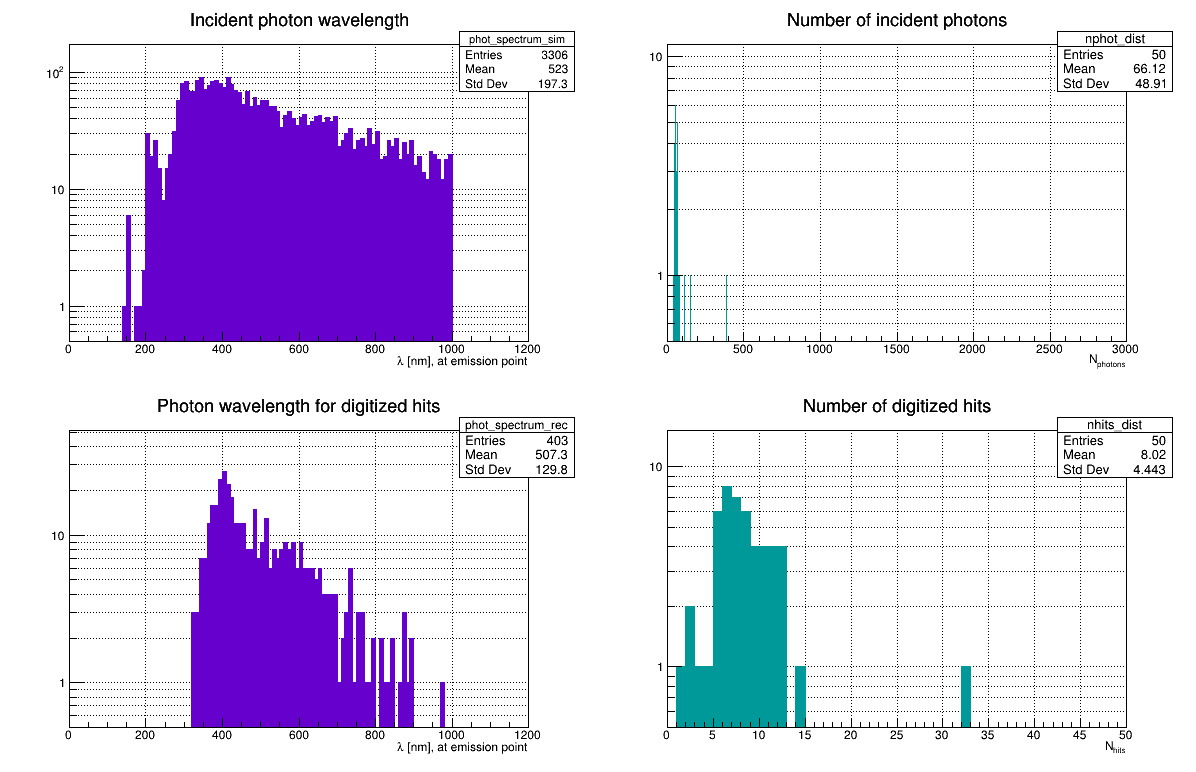 Incident photon wavelength
phot_spectrum_sim
Entries 3306
Mean 523
Std Dev 197.3
10²
10
1
0 200 400 600 800 1000 1200
λ [nm], at emission point
Number of incident photons
nphot_dist
Entries 50
Mean 66.12
Std Dev 48.91
10
1
0 500 1000 1500 2000 2500 3000
N_photons
Photon wavelength for digitized hits
phot_spectrum_rec
Entries 403
Mean 507.3
Std Dev 129.8
10
1
0 200 400 600 800 1000 1200
λ [nm], at emission point
Number of digitized hits
nhits_dist
Entries 50
Mean 8.02
Std Dev 4.443
10
1
0 5 10 15 20 25 30 35 40 45 50
N_hits